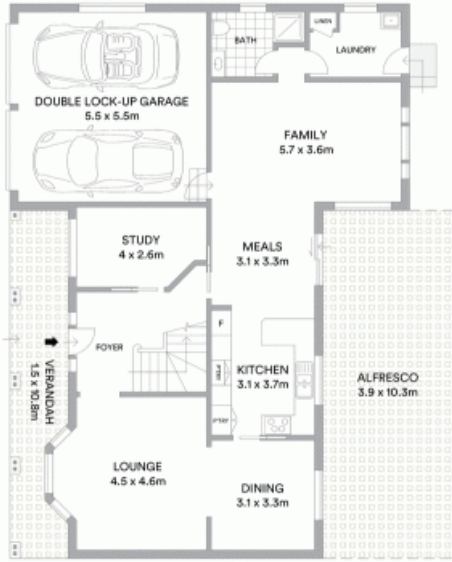 LINEN
BATH
LAUNDRY
DOUBLE LOCK-UP GARAGE
5.5 x 5.5m
FAMILY
5.7 x 3.6m
STUDY
4 x 2.6m
MEALS
3.1 x 3.3m
F
FOYER
VERANDAH
1.5 x 10.8m
P'TRY
KITCHEN
3.1 x 3.7m
ALFRESCO
3.9 x 10.3m
P'TRY
LOUNGE
4.5 x 4.6m
DINING
3.1 x 3.3m